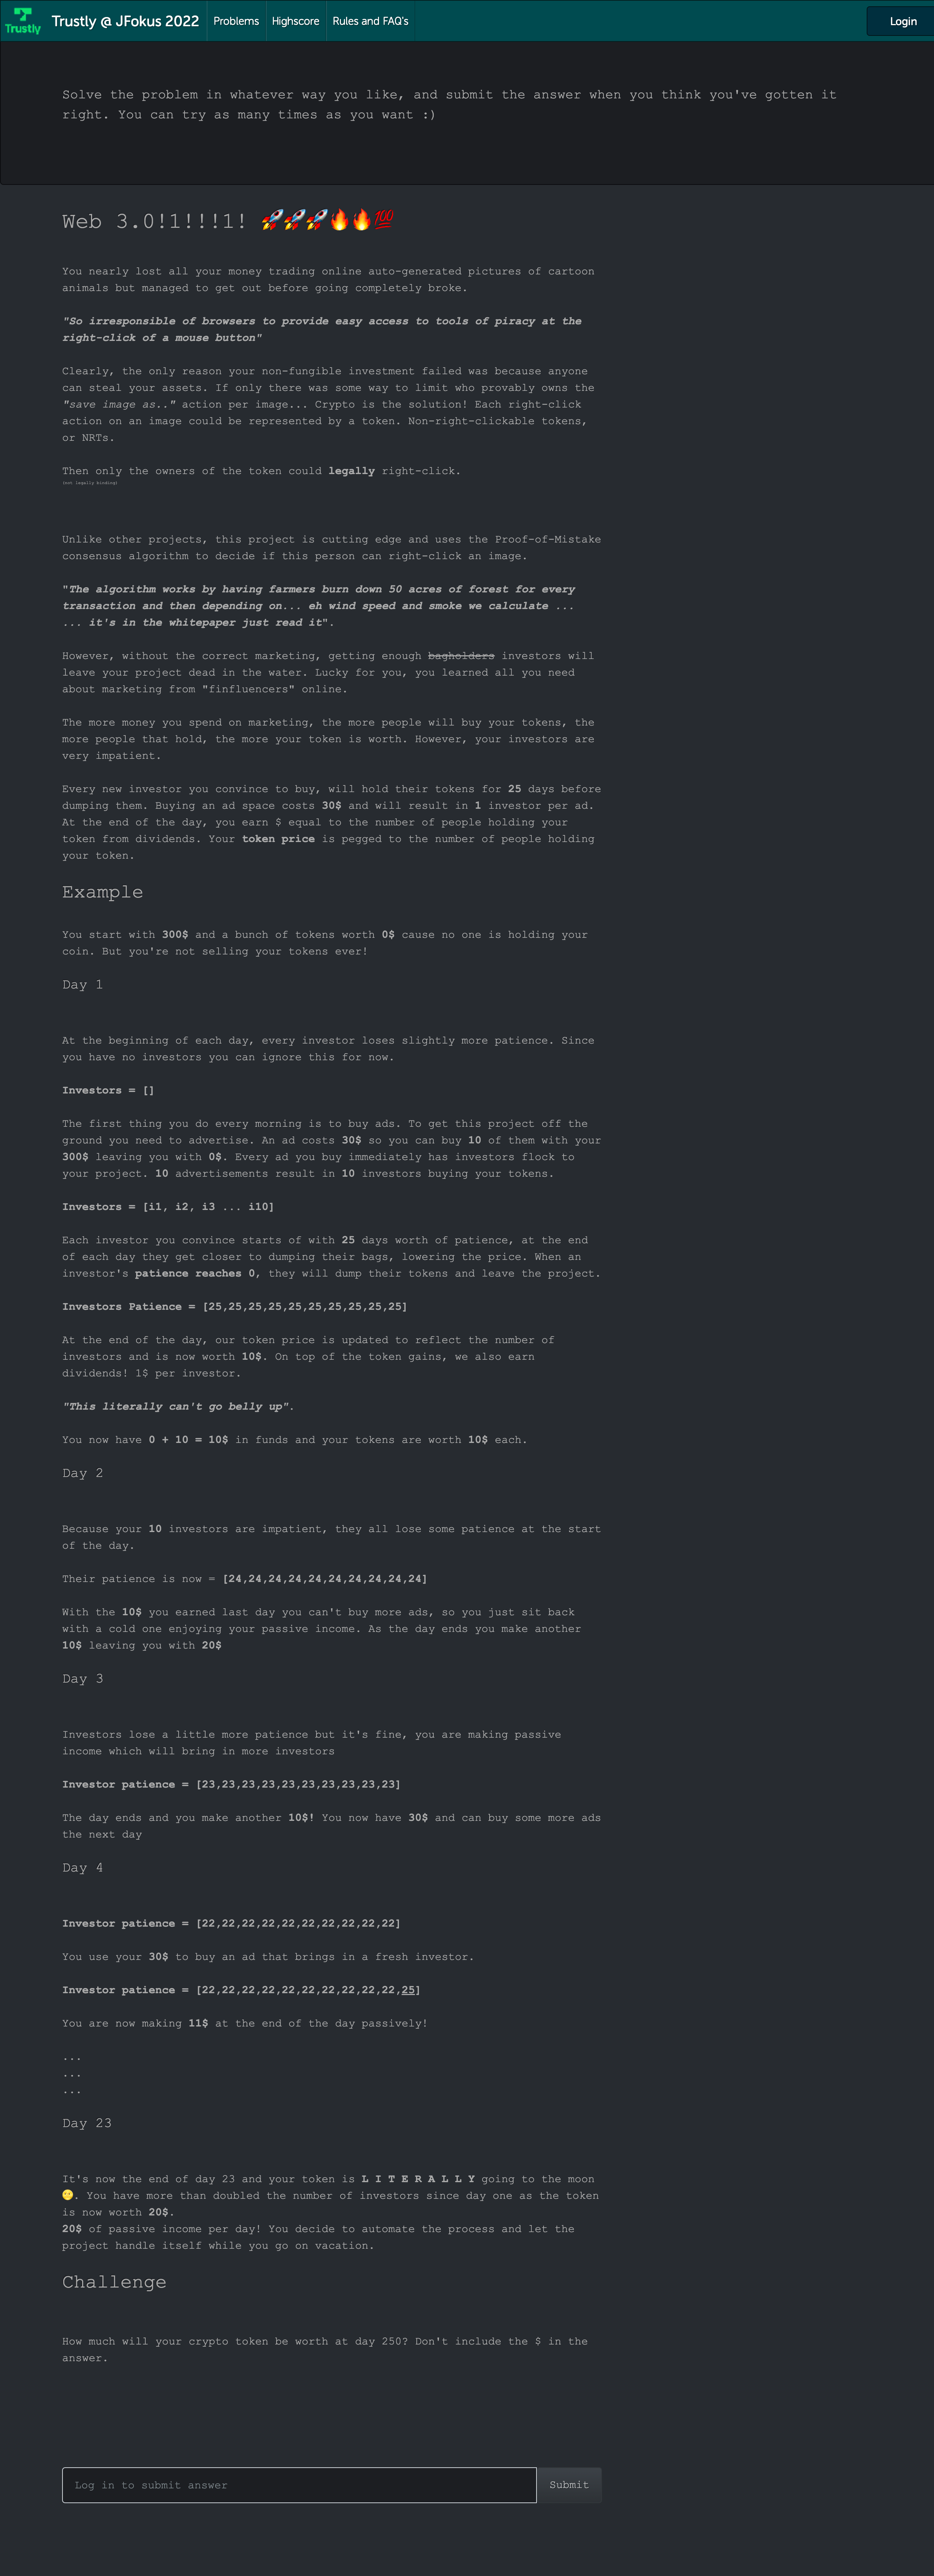 Trustly
Trustly @ JFokus 2022
Problems
Highscore
Rules and FAQ's
Login
Solve the problem in whatever way you like, and submit the answer when you think you've gotten it
right. You can try as many times as you want :)
Web 3.0!1!!!1! 🚀🚀🚀🔥🔥💯
You nearly lost all your money trading online auto-generated pictures of cartoon
animals but managed to get out before going completely broke.
"So irresponsible of browsers to provide easy access to tools of piracy at the
right-click of a mouse button"
Clearly, the only reason your non-fungible investment failed was because anyone
can steal your assets. If only there was some way to limit who provably owns the
"save image as.." action per image... Crypto is the solution! Each right-click
action on an image could be represented by a token. Non-right-clickable tokens,
or NRTs.
Then only the owners of the token could legally right-click.
(not legally binding)
Unlike other projects, this project is cutting edge and uses the Proof-of-Mistake
consensus algorithm to decide if this person can right-click an image.
"The algorithm works by having farmers burn down 50 acres of forest for every
transaction and then depending on... eh wind speed and smoke we calculate ...
... it's in the whitepaper just read it".
However, without the correct marketing, getting enough bagholders investors will
leave your project dead in the water. Lucky for you, you learned all you need
about marketing from "finfluencers" online.
The more money you spend on marketing, the more people will buy your tokens, the
more people that hold, the more your token is worth. However, your investors are
very impatient.
Every new investor you convince to buy, will hold their tokens for 25 days before
dumping them. Buying an ad space costs 30$ and will result in 1 investor per ad.
At the end of the day, you earn $ equal to the number of people holding your
token from dividends. Your token price is pegged to the number of people holding
your token.
Example
You start with 300$ and a bunch of tokens worth 0$ cause no one is holding your
coin. But you're not selling your tokens ever!
Day 1
At the beginning of each day, every investor loses slightly more patience. Since
you have no investors you can ignore this for now.
Investors = []
The first thing you do every morning is to buy ads. To get this project off the
ground you need to advertise. An ad costs 30$ so you can buy 10 of them with your
300$ leaving you with 0$. Every ad you buy immediately has investors flock to
your project. 10 advertisements result in 10 investors buying your tokens.
Investors = [i1, i2, i3 ... i10]
Each investor you convince starts of with 25 days worth of patience, at the end
of each day they get closer to dumping their bags, lowering the price. When an
investor's patience reaches 0, they will dump their tokens and leave the project.
Investors Patience = [25,25,25,25,25,25,25,25,25,25]
At the end of the day, our token price is updated to reflect the number of
investors and is now worth 10$. On top of the token gains, we also earn
dividends! 1$ per investor.
"This literally can't go belly up".
You now have 0 + 10 = 10$ in funds and your tokens are worth 10$ each.
Day 2
Because your 10 investors are impatient, they all lose some patience at the start
of the day.
Their patience is now = [24,24,24,24,24,24,24,24,24,24]
With the 10$ you earned last day you can't buy more ads, so you just sit back
with a cold one enjoying your passive income. As the day ends you make another
10$ leaving you with 20$
Day 3
Investors lose a little more patience but it's fine, you are making passive
income which will bring in more investors
Investor patience = [23,23,23,23,23,23,23,23,23,23]
The day ends and you make another 10$! You now have 30$ and can buy some more ads
the next day
Day 4
Investor patience = [22,22,22,22,22,22,22,22,22,22]
You use your 30$ to buy an ad that brings in a fresh investor.
Investor patience = [22,22,22,22,22,22,22,22,22,22,25]
You are now making 11$ at the end of the day passively!
...
...
...
Day 23
It's now the end of day 23 and your token is L I T E R A L L Y going to the moon
🌝. You have more than doubled the number of investors since day one as the token
is now worth 20$.
20$ of passive income per day! You decide to automate the process and let the
project handle itself while you go on vacation.
Challenge
How much will your crypto token be worth at day 250? Don't include the $ in the
answer.
Log in to submit answer
Submit